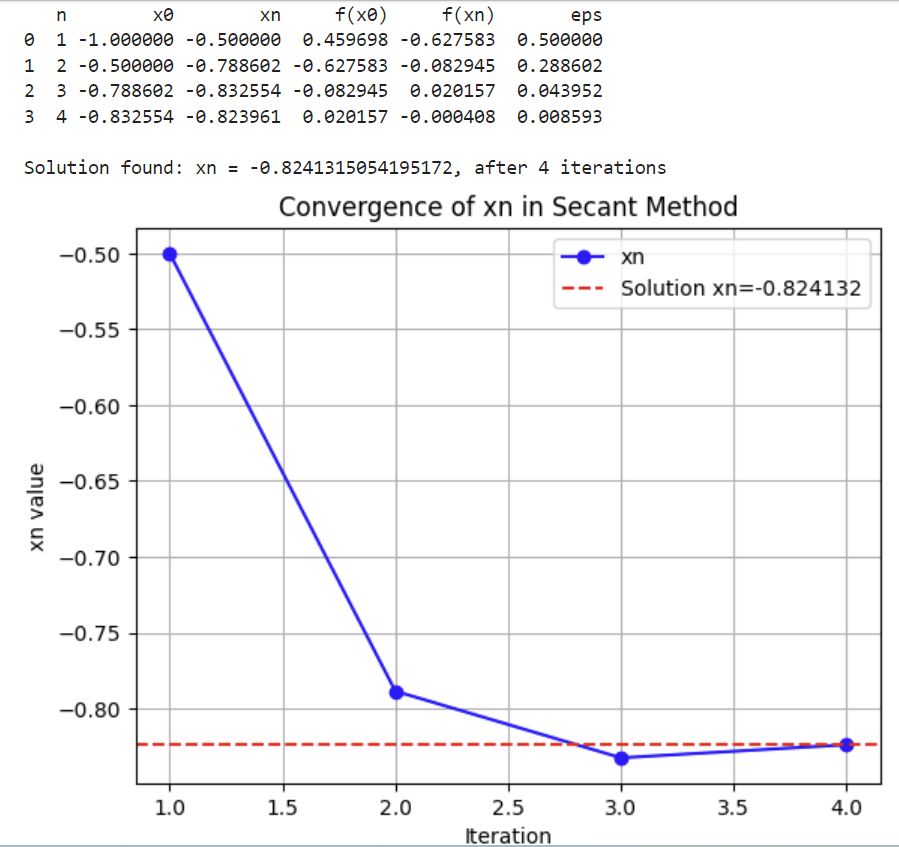 n x0 xn f(x0) f(xn) eps
0 1 -1.000000 -0.500000 0.459698 -0.627583 0.500000
1 2 -0.500000 -0.788602 -0.627583 -0.082945 0.288602
2 3 -0.788602 -0.832554 -0.082945 0.020157 0.043952
3 4 -0.832554 -0.823961 0.020157 -0.000408 0.008593
Solution found: xn = -0.8241315054195172, after 4 iterations
Convergence of xn in Secant Method
xn
Solution xn=-0.824132
−0.50
−0.55
−0.60
−0.65
−0.70
−0.75
−0.80
xn value
1.0 1.5 2.0 2.5 3.0 3.5 4.0
Iteration